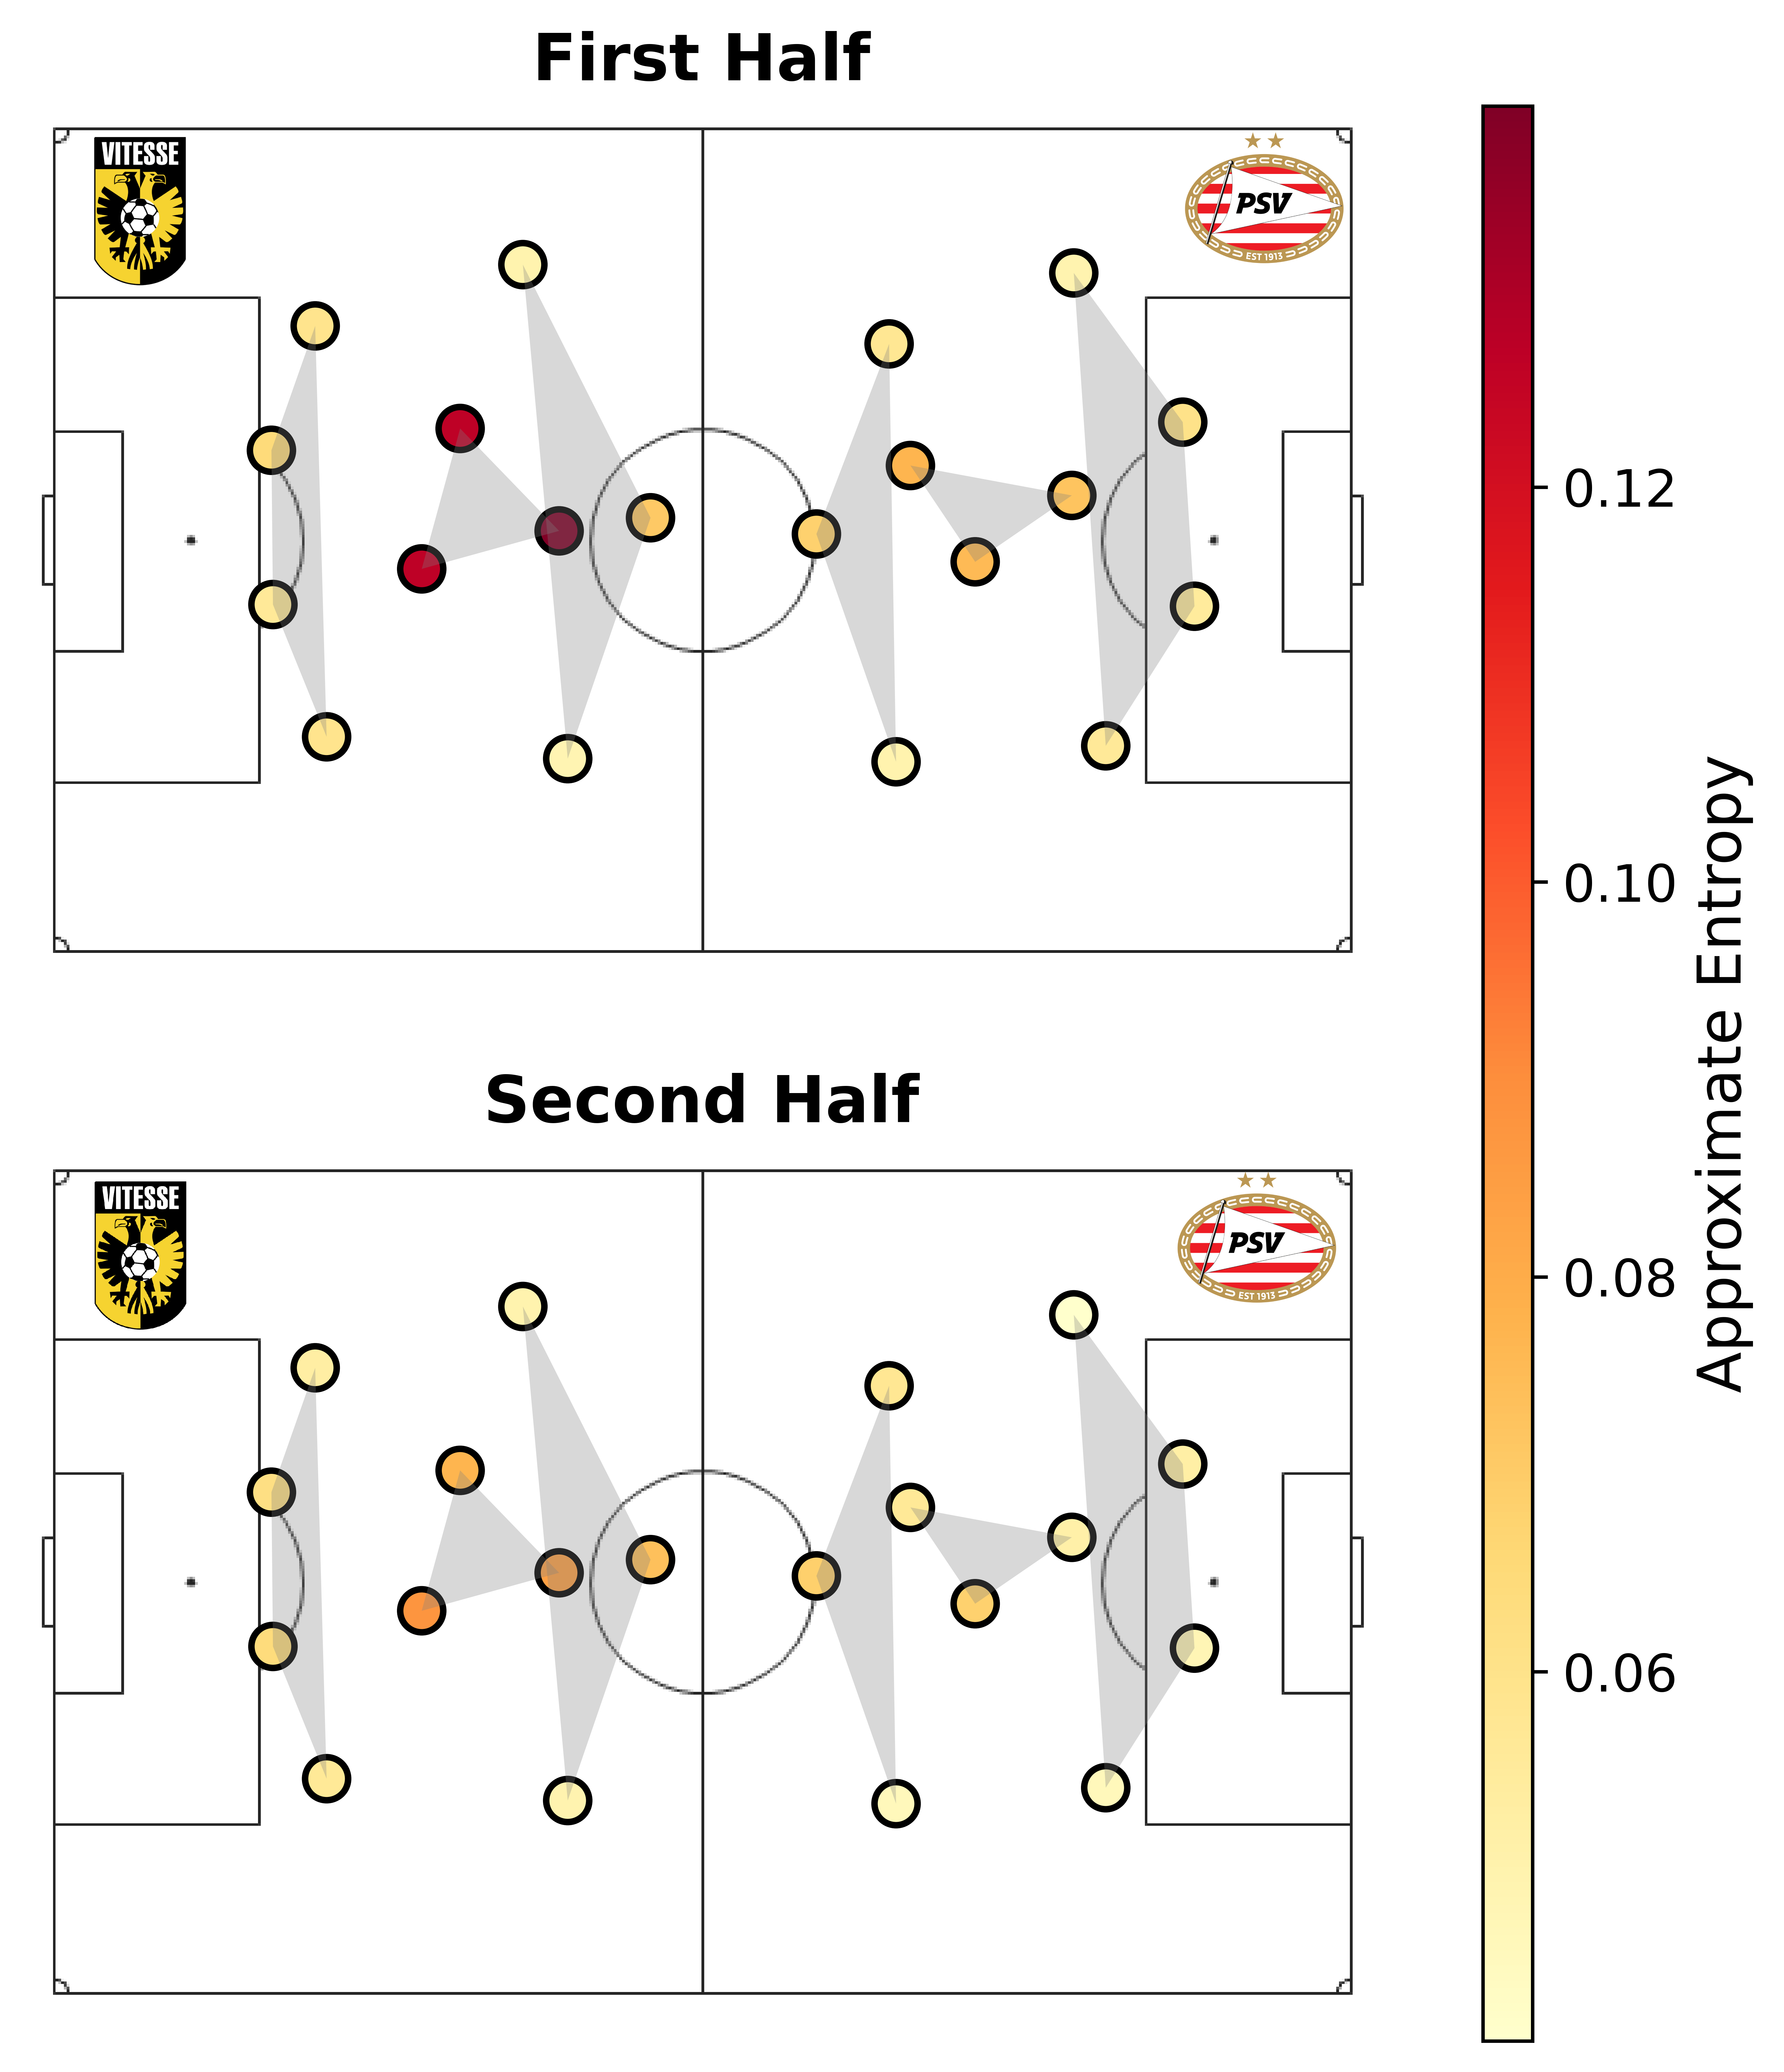 First Half
VITESSE
PSV
EST 1913
0.12
0.10
0.08
0.06
Approximate Entropy
Second Half
VITESSE
PSV
EST 1913